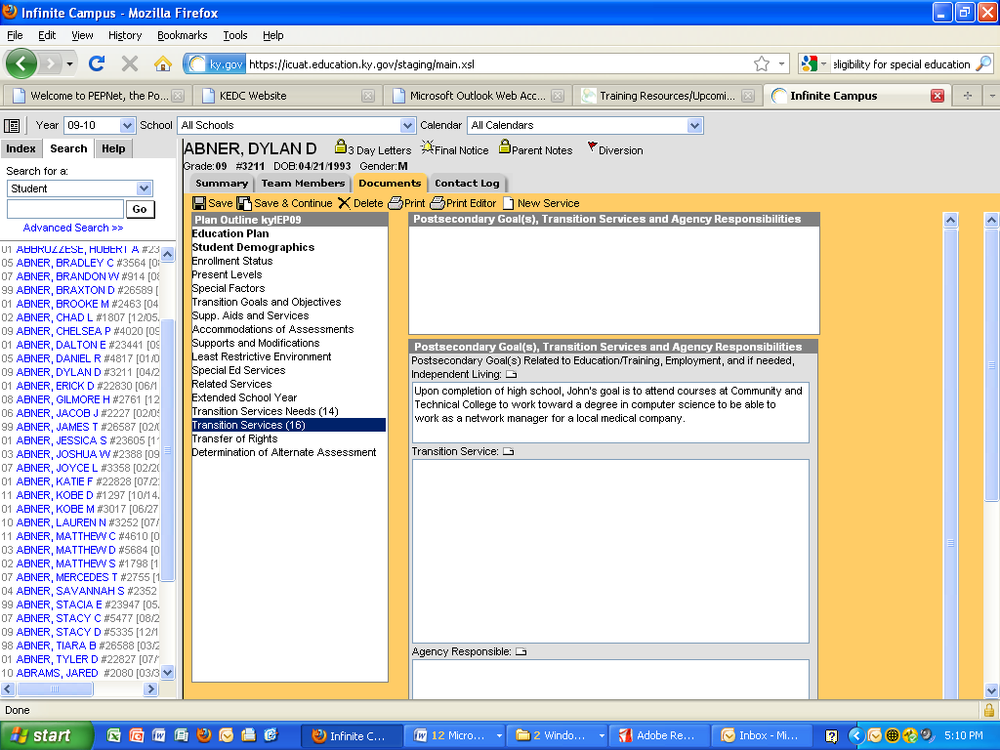 Infinite Campus - Mozilla Firefox
File Edit View History Bookmarks Tools Help
ky.gov https://icuat.education.ky.gov/staging/main.xsl eligibility for special education
Welcome to PEPNet, the Po... KEDC Website Microsoft Outlook Web Acc... Training Resources/Upcomi... Infinite Campus
Year 09-10 School All Schools Calendar All Calendars
Index Search Help
Search for a:
Student
Go
Advanced Search >>
01 ABBRUZZESE, HUBERT A #23
05 ABNER, BRADLEY C #3564 [08
07 ABNER, BRANDON W #914 [08
99 ABNER, BRAXTON D #26589 [
01 ABNER, BROOKE M #2463 [04
02 ABNER, CHAD L #1807 [12/05/
09 ABNER, CHELSEA P #4020 [09
01 ABNER, DALTON E #23441 [09
05 ABNER, DANIEL R #4817 [01/0
09 ABNER, DYLAN D #3211 [04/2
01 ABNER, ERICK D #22830 [06/1
08 ABNER, GILMORE H #2761 [12
06 ABNER, JACOB J #2227 [02/05
99 ABNER, JAMES T #26587 [02/0
01 ABNER, JESSICA S #23605 [11
03 ABNER, JOSHUA W #2388 [09
07 ABNER, JOYCE L #3358 [02/20
01 ABNER, KATIE F #22828 [07/2
11 ABNER, KOBE D #1297 [10/14/
01 ABNER, KOBE M #3017 [06/27
10 ABNER, LAUREN N #3252 [07/
11 ABNER, MATTHEW C #4610 [0
03 ABNER, MATTHEW D #5684 [0
02 ABNER, MATTHEW S #1798 [1
07 ABNER, MERCEDES T #2755 [1
04 ABNER, SAVANNAH S #2352
99 ABNER, STACIA E #23947 [05/
07 ABNER, STACY C #5477 [08/2
09 ABNER, STACY D #5335 [12/1
98 ABNER, TIARA B #26588 [03/2
01 ABNER, TYLER D #22827 [07/
10 ABRAMS, JARED #2080 [03/3
ABNER, DYLAN D 3 Day Letters Final Notice Parent Notes Diversion
Grade:09 #3211 DOB:04/21/1993 Gender:M
Summary Team Members Documents Contact Log
Save Save & Continue Delete Print Print Editor New Service
Plan Outline kyIEP09
Education Plan
Student Demographics
Enrollment Status
Present Levels
Special Factors
Transition Goals and Objectives
Supp. Aids and Services
Accommodations of Assessments
Supports and Modifications
Least Restrictive Environment
Special Ed Services
Related Services
Extended School Year
Transition Services Needs (14)
Transition Services (16)
Transfer of Rights
Determination of Alternate Assessment
Postsecondary Goal(s), Transition Services and Agency Responsibilities
Postsecondary Goal(s), Transition Services and Agency Responsibilities
Postsecondary Goal(s) Related to Education/Training, Employment, and if needed,
Independent Living:
Upon completion of high school, John's goal is to attend courses at Community and
Technical College to work toward a degree in computer science to be able to
work as a network manager for a local medical company.
Transition Service:
Agency Responsible:
Done
start Infinite C... 12 Micro... 2 Windo... Adobe Re... Inbox - Mi... 5:10 PM